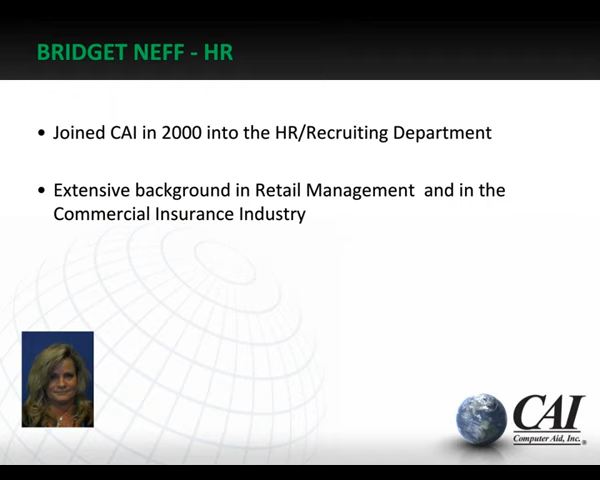 BRIDGET NEFF - HR
• Joined CAI in 2000 into the HR/Recruiting Department
• Extensive background in Retail Management  and in the
Commercial Insurance Industry
CAI
Computer Aid, Inc.®